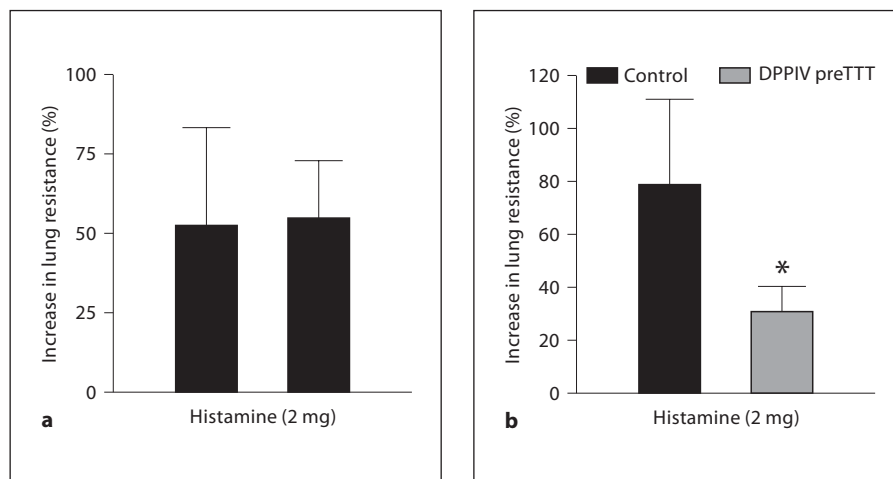 Increase in lung resistance (%)
100
75
50
25
0
Histamine (2 mg)
a
Increase in lung resistance (%)
120
100
80
60
40
20
0
Control
DPPIV preTTT
*
Histamine (2 mg)
b